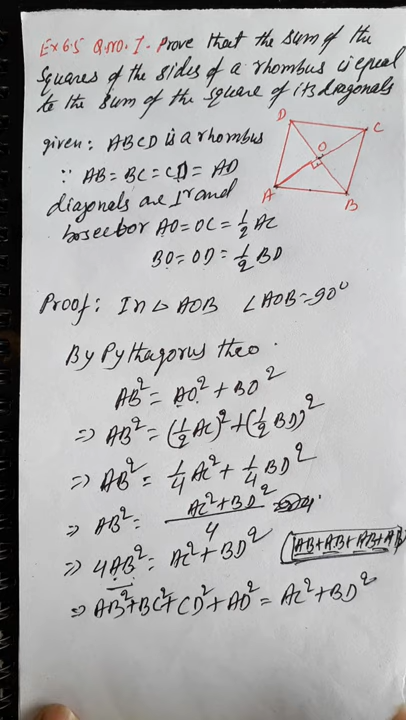 Ex 6.5 Q.NO. 7. Prove that the sum of the
squares of the sides of a rhombus is equal
to the sum of the square of its diagonals
given: ABCD is a rhombus
∵ AB = BC = CD = AD
diagonals are ⊥r and
bosector AO = OC = 1/2 AC
BO = OD = 1/2 BD
D
C
O
A
B
Proof: In △ AOB ∠AOB = 90°
By Pythagorus theo.
AB² = AO² + BO²
⇒ AB² = (1/2 AC)² + (1/2 BD)²
⇒ AB² = 1/4 AC² + 1/4 BD²
⇒ AB² = (AC² + BD²)/4
⇒ 4AB² = AC² + BD² (AB+AB+AB+AB)
⇒ AB² + BC² + CD² + AD² = AC² + BD²